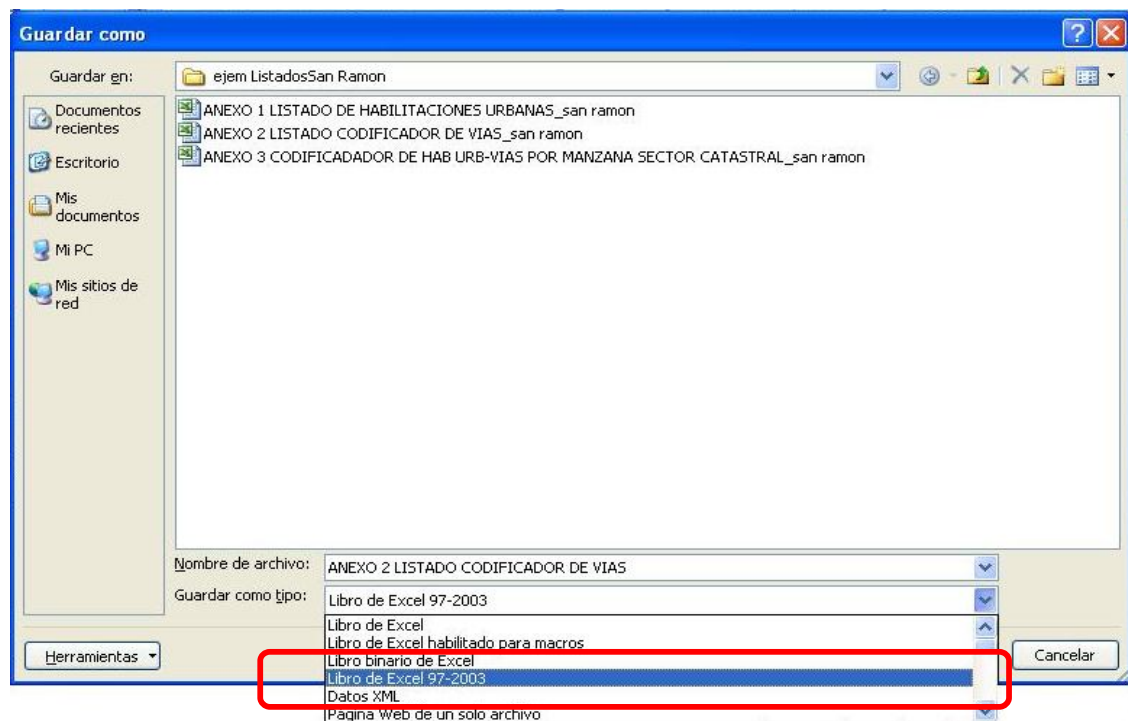 Guardar como
Guardar en:
ejem ListadosSan Ramon
Documentos
recientes
Escritorio
Mis
documentos
Mi PC
Mis sitios de
red
ANEXO 1 LISTADO DE HABILITACIONES URBANAS_san ramon
ANEXO 2 LISTADO CODIFICADOR DE VIAS_san ramon
ANEXO 3 CODIFICADADOR DE HAB URB-VIAS POR MANZANA SECTOR CATASTRAL_san ramon
Nombre de archivo:
ANEXO 2 LISTADO CODIFICADOR DE VIAS
Guardar como tipo:
Libro de Excel 97-2003
Libro de Excel
Libro de Excel habilitado para macros
Libro binario de Excel
Libro de Excel 97-2003
Datos XML
Página Web de un solo archivo
Herramientas
Cancelar